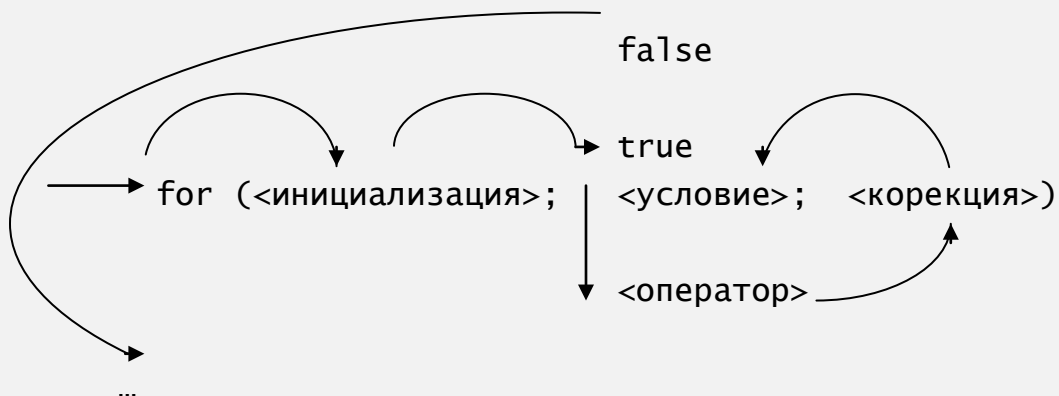 false
true
for (<инициализация>; <условие>; <корекция>)
<оператор>
…